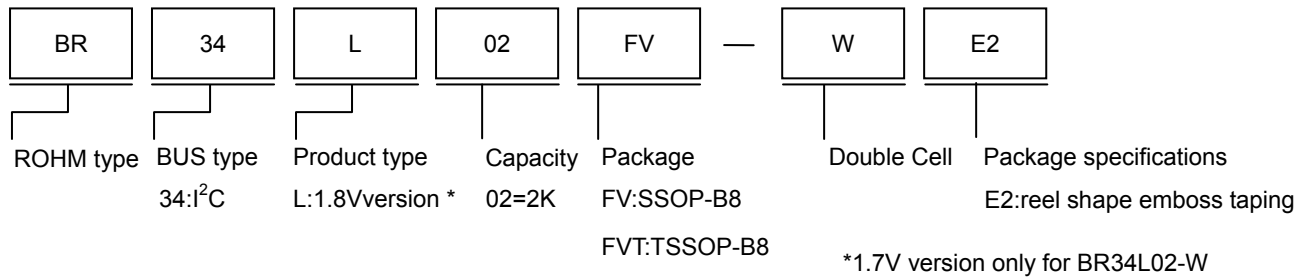 BR 34 L 02 FV — W E2
ROHM type BUS type Product type Capacity Package Double Cell Package specifications
34:I²C L:1.8Vversion * 02=2K FV:SSOP-B8 E2:reel shape emboss taping
FVT:TSSOP-B8
*1.7V version only for BR34L02-W